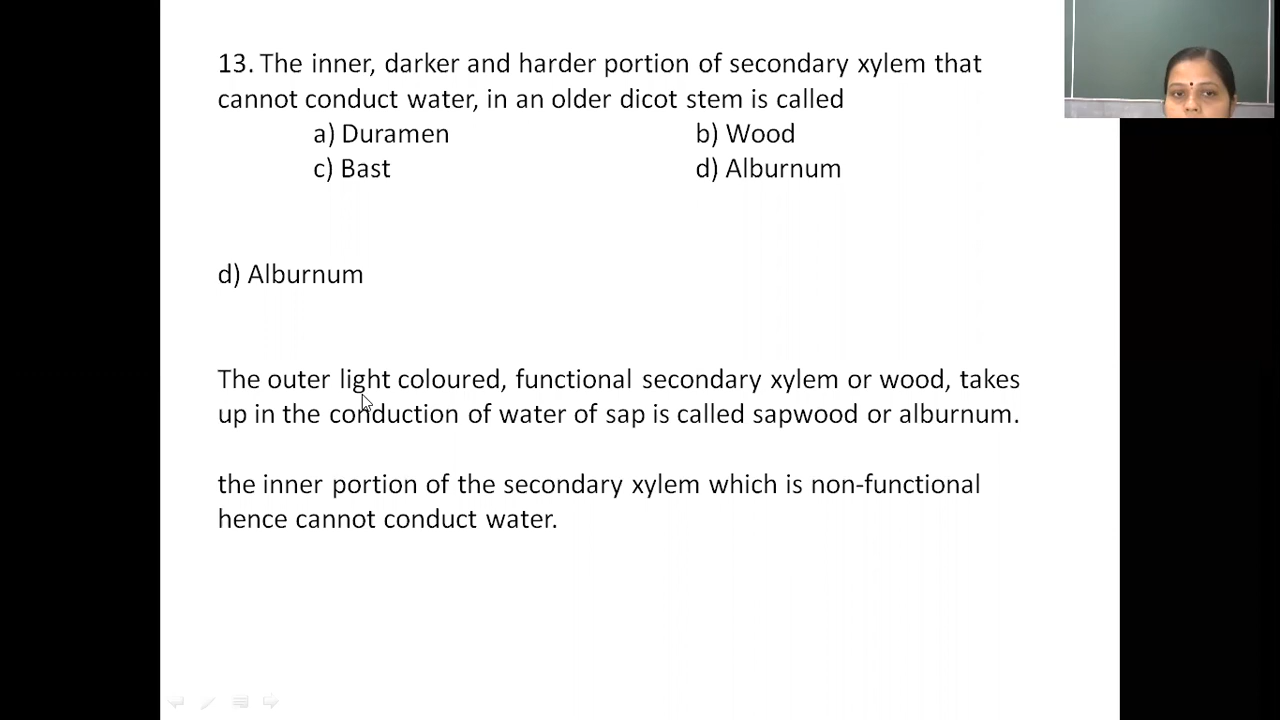 13. The inner, darker and harder portion of secondary xylem that
cannot conduct water, in an older dicot stem is called
a) Duramen b) Wood
c) Bast d) Alburnum
d) Alburnum
The outer light coloured, functional secondary xylem or wood, takes
up in the conduction of water of sap is called sapwood or alburnum.
the inner portion of the secondary xylem which is non-functional
hence cannot conduct water.